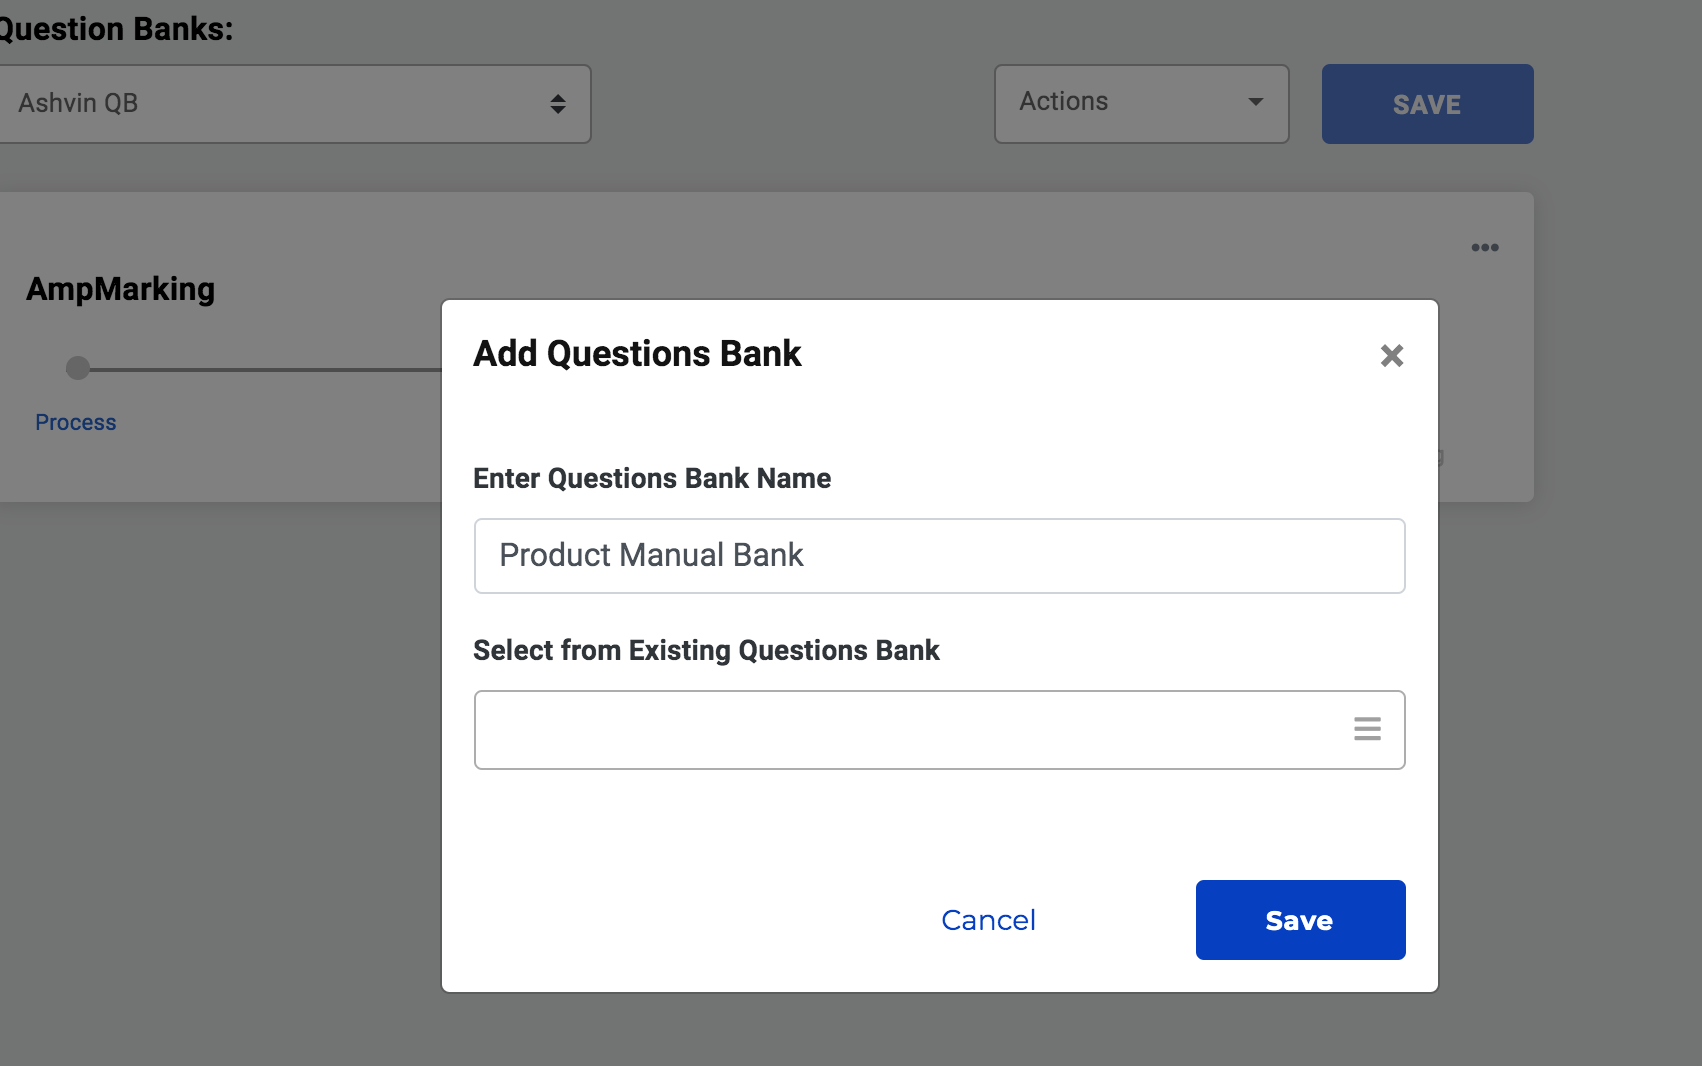 Question Banks:
Ashvin QB
Actions
SAVE
AmpMarking
Process
Add Questions Bank
Enter Questions Bank Name
Product Manual Bank
Select from Existing Questions Bank
Cancel
Save